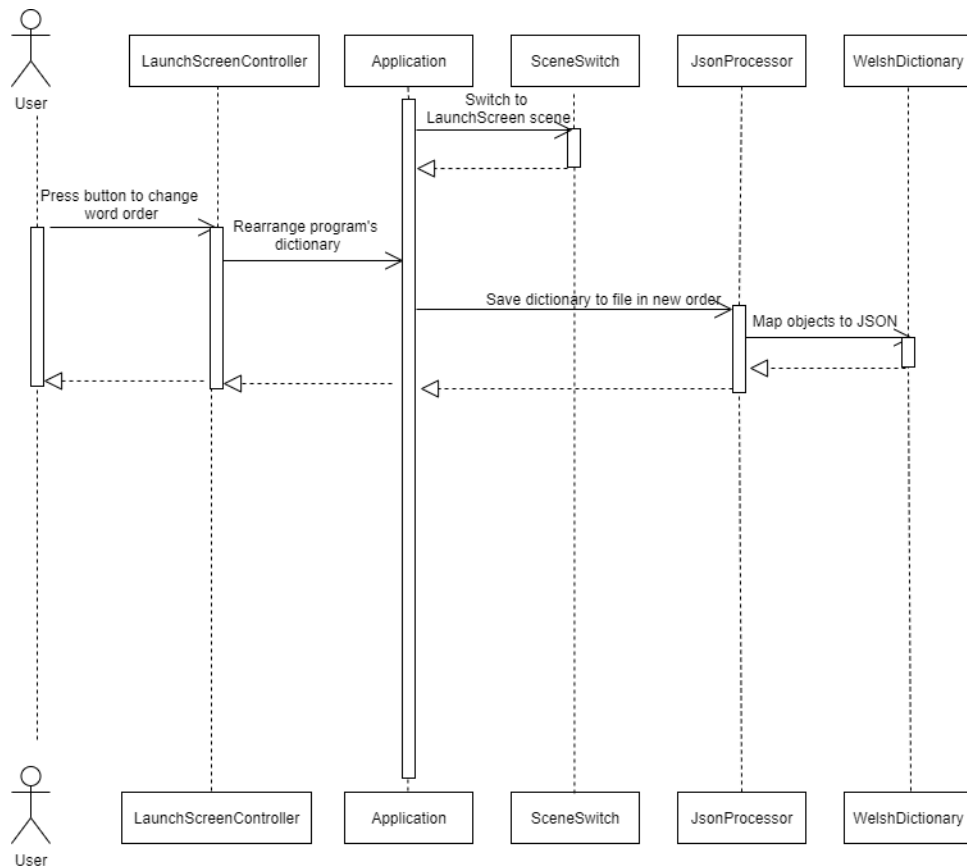 User
LaunchScreenController
Application
SceneSwitch
JsonProcessor
WelshDictionary
Switch to
LaunchScreen scene
Press button to change
word order
Rearrange program's
dictionary
Save dictionary to file in new order
Map objects to JSON
User
LaunchScreenController
Application
SceneSwitch
JsonProcessor
WelshDictionary